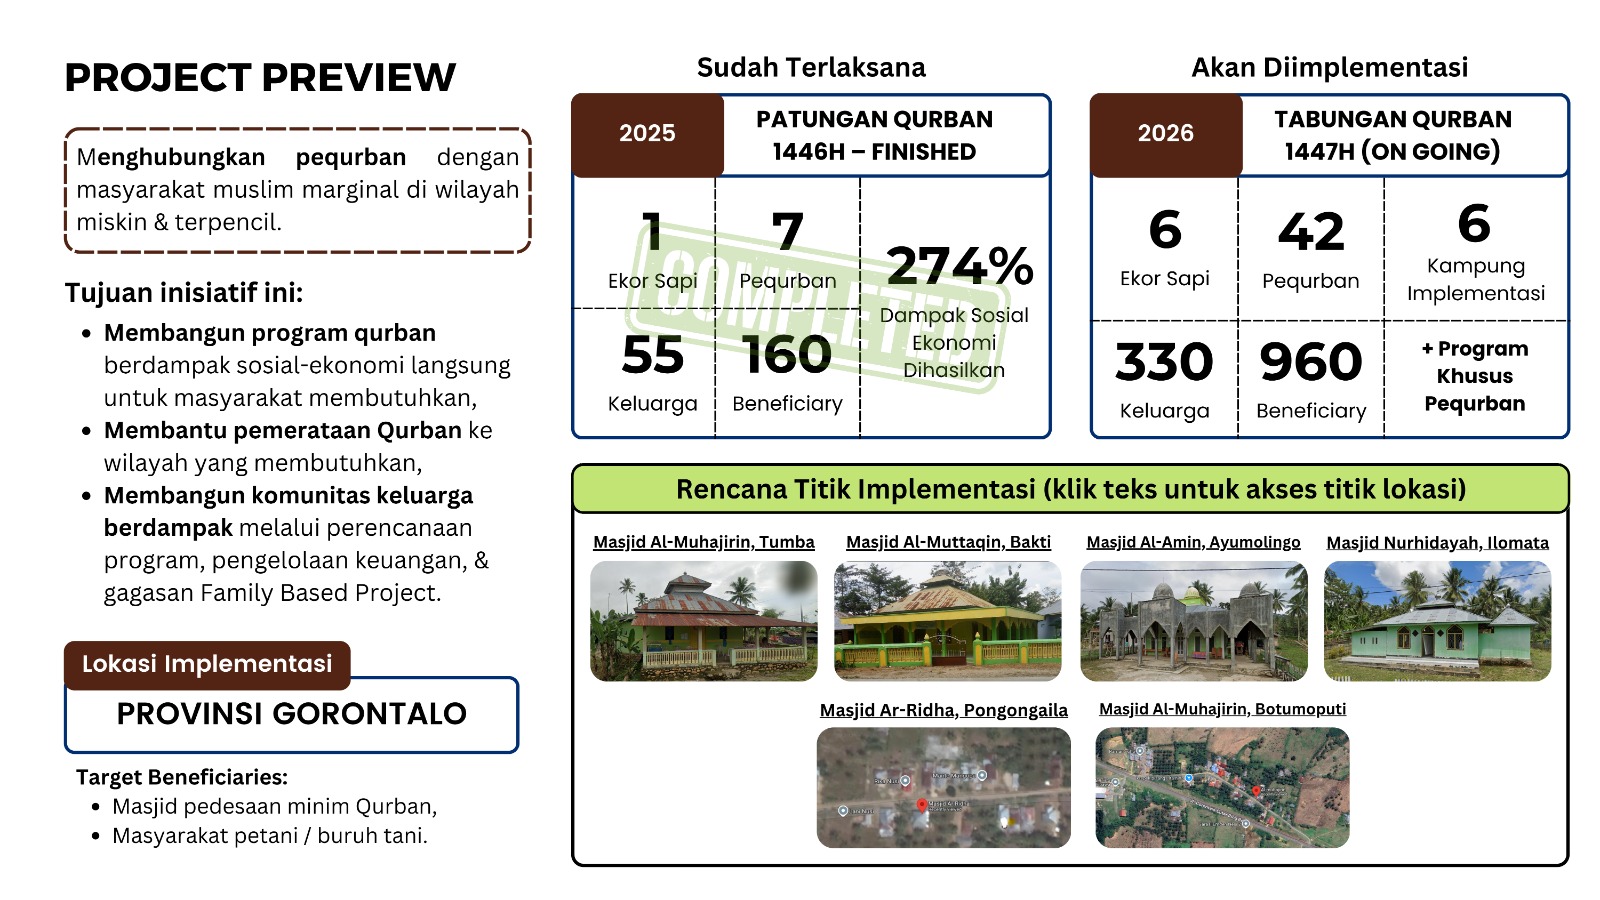 PROJECT PREVIEW
Menghubungkan pequrban dengan
masyarakat muslim marginal di wilayah
miskin & terpencil.
Tujuan inisiatif ini:
• Membangun program qurban
berdampak sosial-ekonomi langsung
untuk masyarakat membutuhkan,
• Membantu pemerataan Qurban ke
wilayah yang membutuhkan,
• Membangun komunitas keluarga
berdampak melalui perencanaan
program, pengelolaan keuangan, &
gagasan Family Based Project.
Lokasi Implementasi
PROVINSI GORONTALO
Target Beneficiaries:
• Masjid pedesaan minim Qurban,
• Masyarakat petani / buruh tani.
Sudah Terlaksana
2025
PATUNGAN QURBAN
1446H – FINISHED
1
Ekor Sapi
7
Pequrban
274%
Dampak Sosial
Ekonomi
Dihasilkan
55
Keluarga
160
Beneficiary
COMPLETED
Akan Diimplementasi
2026
TABUNGAN QURBAN
1447H (ON GOING)
6
Ekor Sapi
42
Pequrban
6
Kampung
Implementasi
330
Keluarga
960
Beneficiary
+ Program
Khusus
Pequrban
Rencana Titik Implementasi (klik teks untuk akses titik lokasi)
Masjid Al-Muhajirin, Tumba
Masjid Al-Muttaqin, Bakti
Masjid Al-Amin, Ayumolingo
Masjid Nurhidayah, Ilomata
Masjid Ar-Ridha, Pongongaila
Masjid Al-Muhajirin, Botumoputi
Masjid Al-Ridha